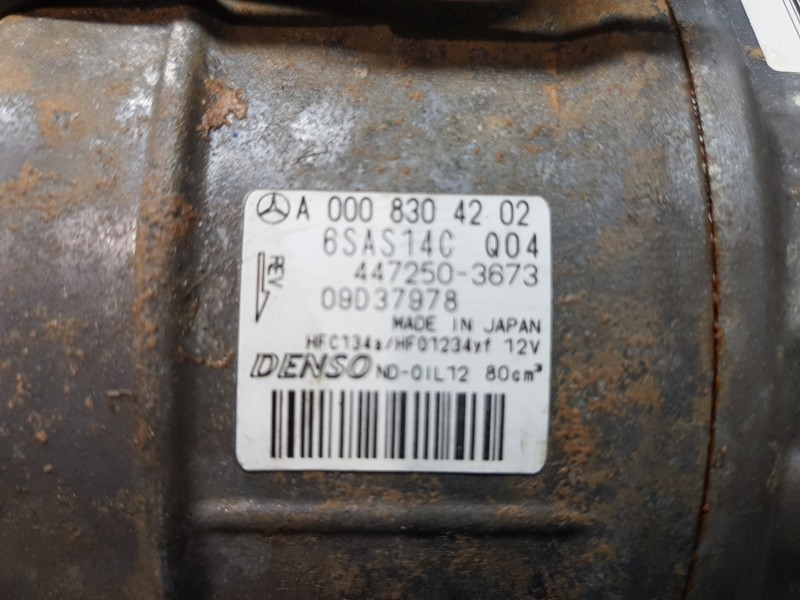 A 000 830 42 02
6SAS14C Q04
447250-3673
REV
09D37978
MADE IN JAPAN
HFC134a/HFO1234yf 12V
DENSO ND-OIL12 80cm³